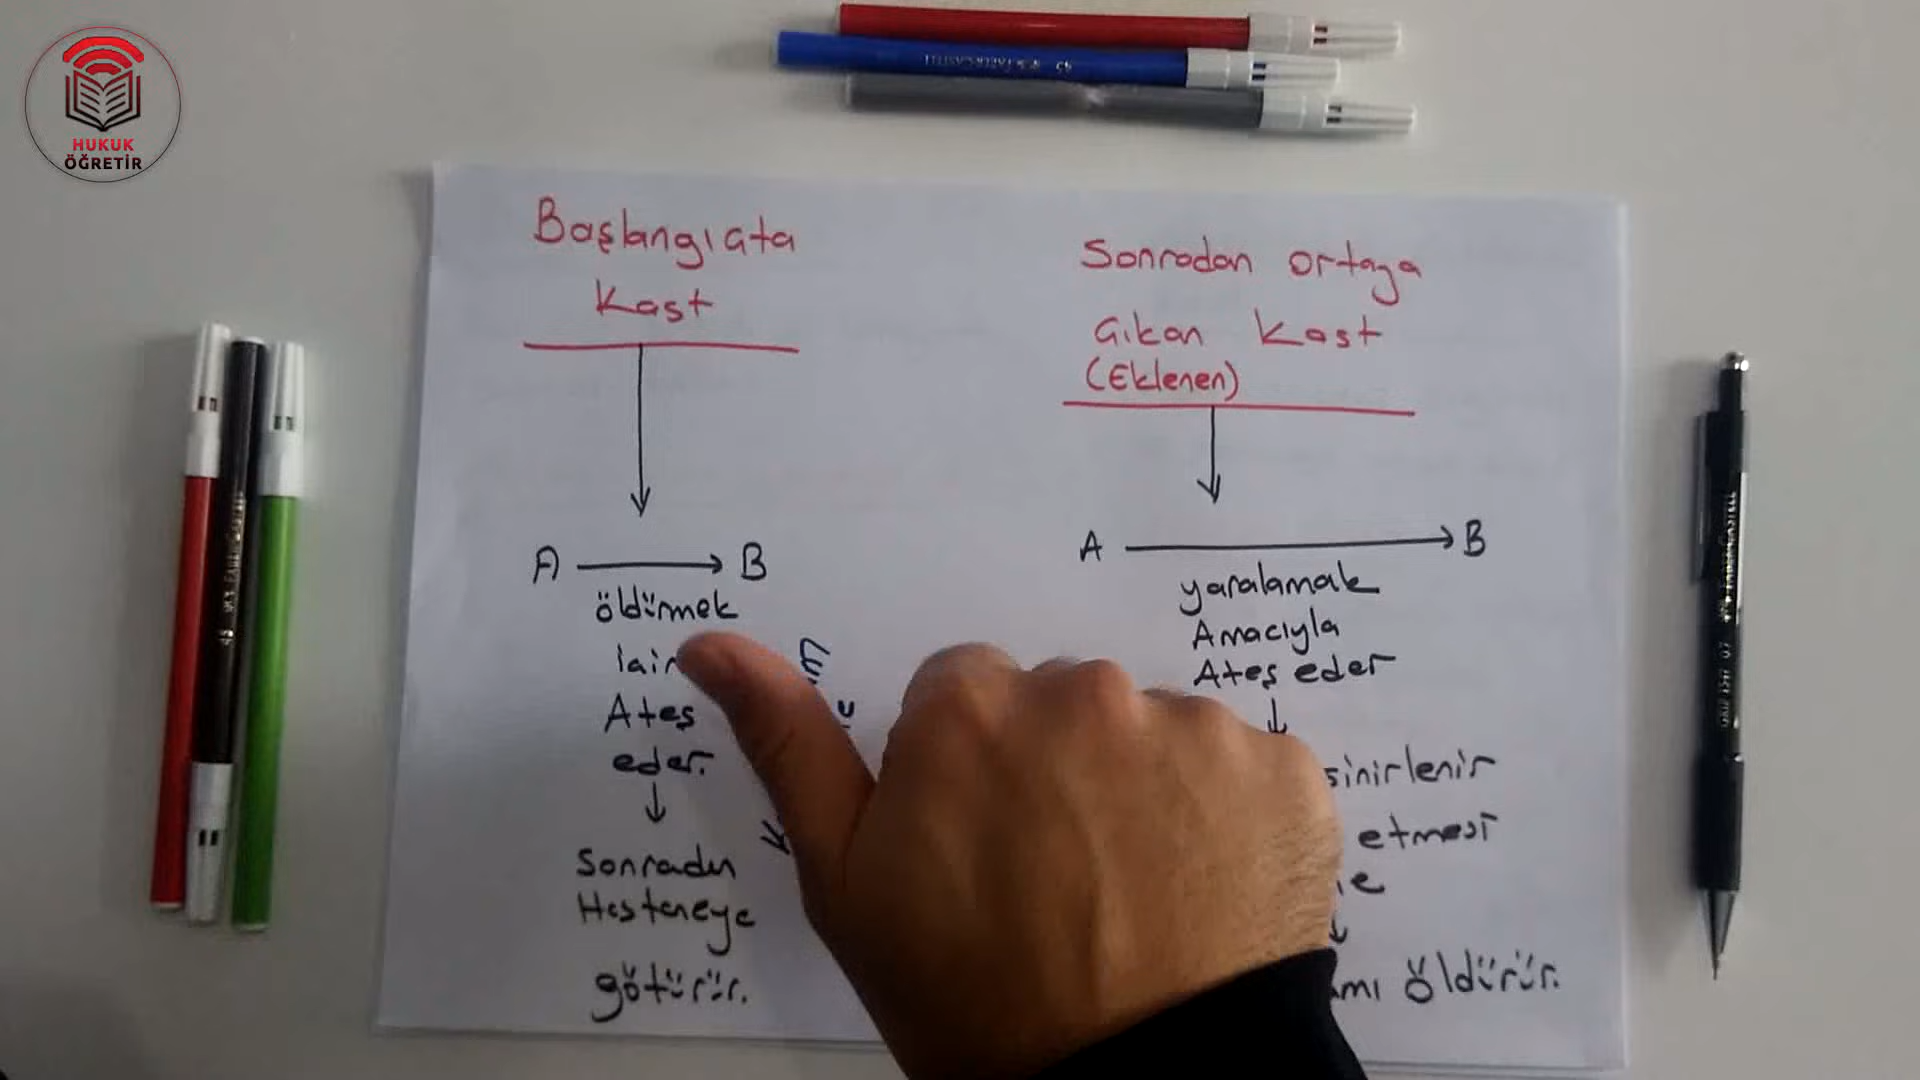 HUKUK
ÖĞRETİR
Başlangıçta
Kast
A → B
öldürmek
için
Ateş
eder.
↓
Sonradan
Hastaneye
götürür.
Sonradan ortaya
çıkan Kast
(Eklenen)
A → B
yaralamak
Amacıyla
Ateş eder
↓
sinirlenir
etmesi
öldürür.